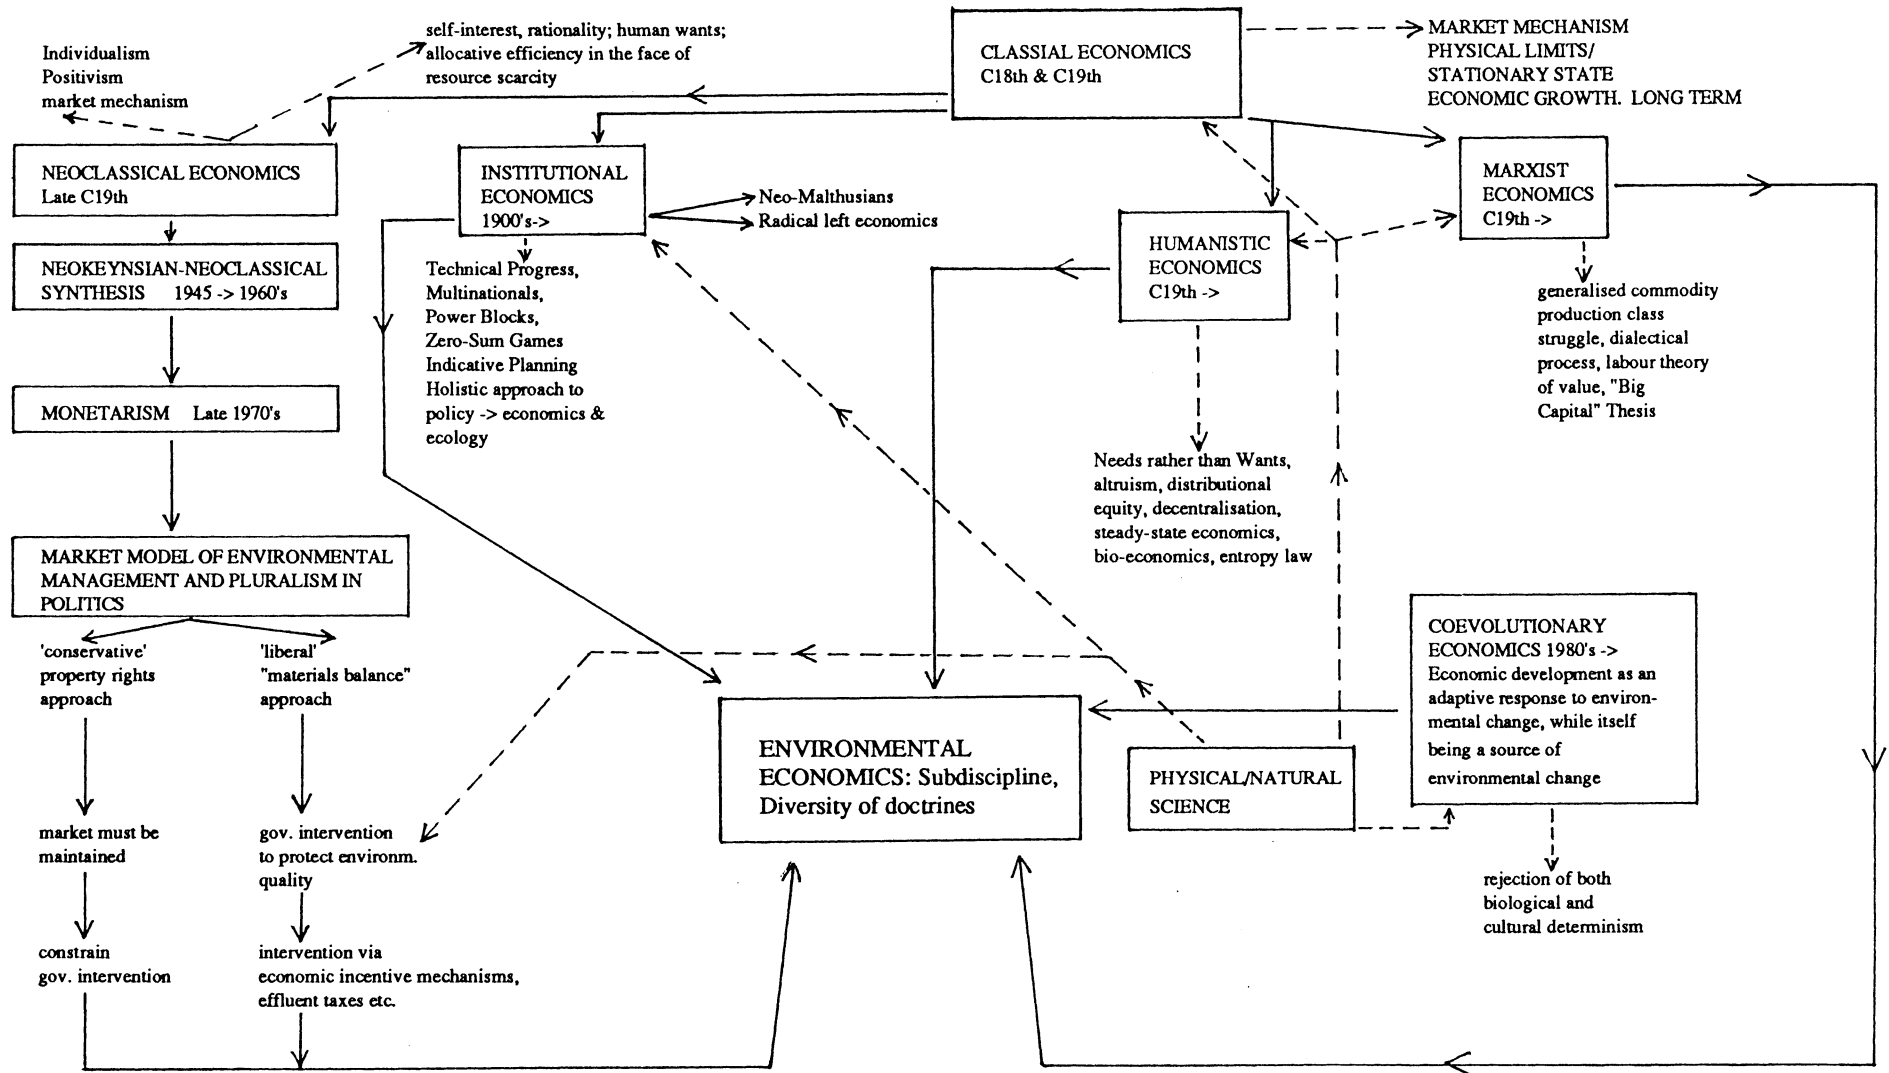 Individualism
Positivism
market mechanism
self-interest, rationality; human wants;
allocative efficiency in the face of
resource scarcity
CLASSIAL ECONOMICS
C18th & C19th
MARKET MECHANISM
PHYSICAL LIMITS/
STATIONARY STATE
ECONOMIC GROWTH. LONG TERM
NEOCLASSICAL ECONOMICS
Late C19th
INSTITUTIONAL
ECONOMICS
1900's->
Neo-Malthusians
Radical left economics
HUMANISTIC
ECONOMICS
C19th ->
MARXIST
ECONOMICS
C19th ->
NEOKEYNSIAN-NEOCLASSICAL
SYNTHESIS 1945 -> 1960's
Technical Progress,
Multinationals,
Power Blocks,
Zero-Sum Games
Indicative Planning
Holistic approach to
policy -> economics &
ecology
generalised commodity
production class
struggle, dialectical
process, labour theory
of value, "Big
Capital" Thesis
MONETARISM Late 1970's
Needs rather than Wants,
altruism, distributional
equity, decentralisation,
steady-state economics,
bio-economics, entropy law
MARKET MODEL OF ENVIRONMENTAL
MANAGEMENT AND PLURALISM IN
POLITICS
'conservative'
property rights
approach
'liberal'
"materials balance"
approach
COEVOLUTIONARY
ECONOMICS 1980's ->
Economic development as an
adaptive response to environ-
mental change, while itself
being a source of
environmental change
ENVIRONMENTAL
ECONOMICS: Subdiscipline,
Diversity of doctrines
PHYSICAL/NATURAL
SCIENCE
market must be
maintained
gov. intervention
to protect environm.
quality
rejection of both
biological and
cultural determinism
constrain
gov. intervention
intervention via
economic incentive mechanisms,
effluent taxes etc.